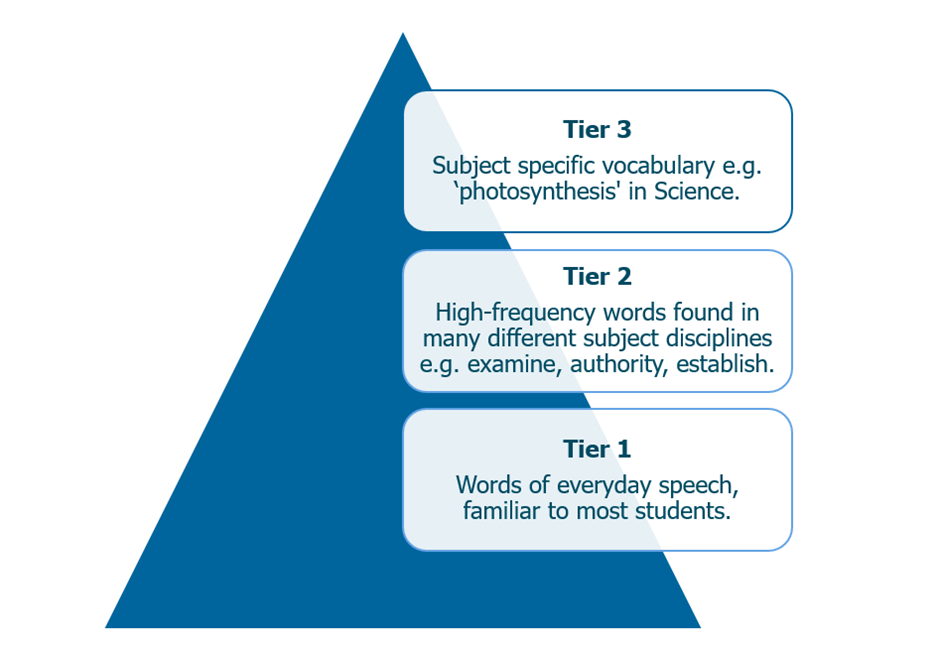 Tier 3
Subject specific vocabulary e.g.
‛photosynthesis' in Science.
Tier 2
High-frequency words found in
many different subject disciplines
e.g. examine, authority, establish.
Tier 1
Words of everyday speech,
familiar to most students.